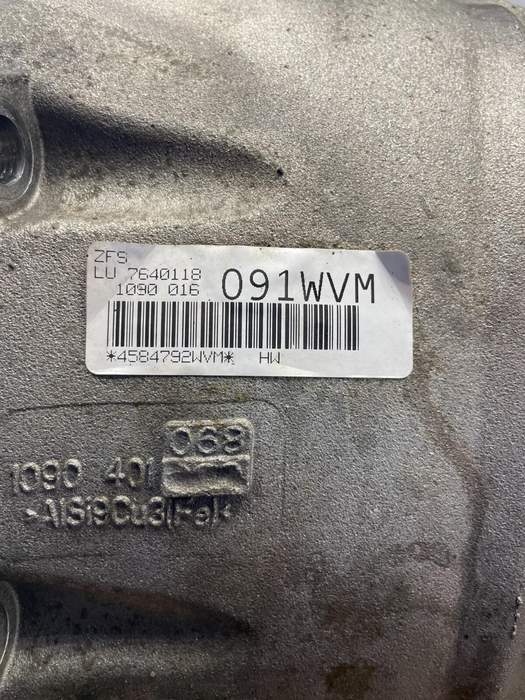 ZFS
LU 7640118
1090 016 091WVM
*4584792WVM* HW
068
1090 401
>AlSi9Cu3(Fe)<